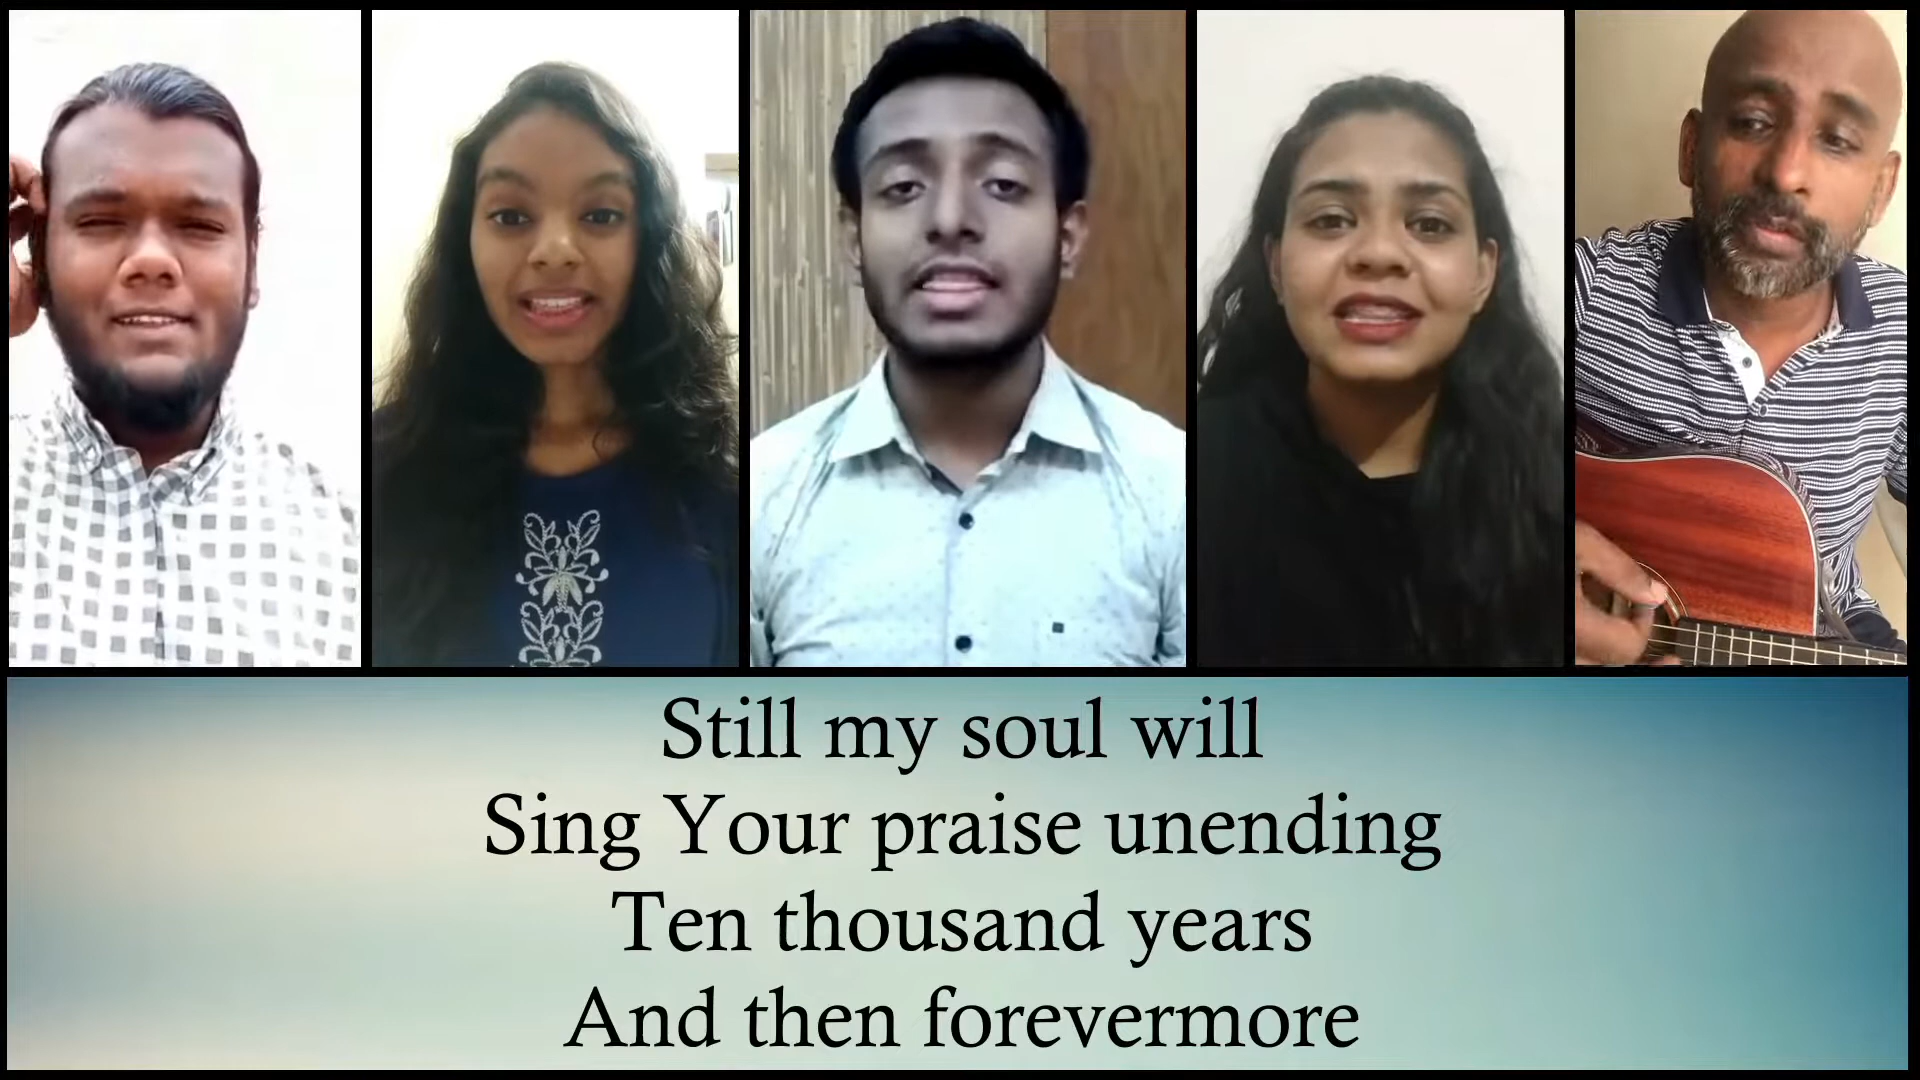 Still my soul will
Sing Your praise unending
Ten thousand years
And then forevermore